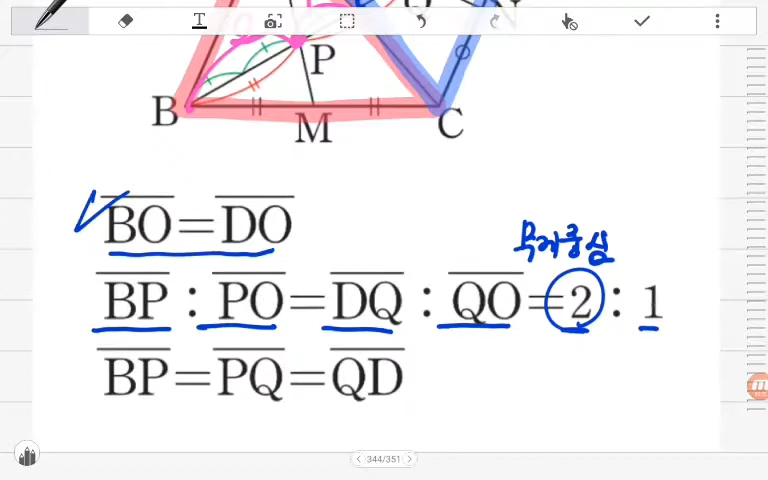 P
B
M
C
BO=DO
무게중심
BP : PO=DQ : QO=2 : 1
BP=PQ=QD
344/351